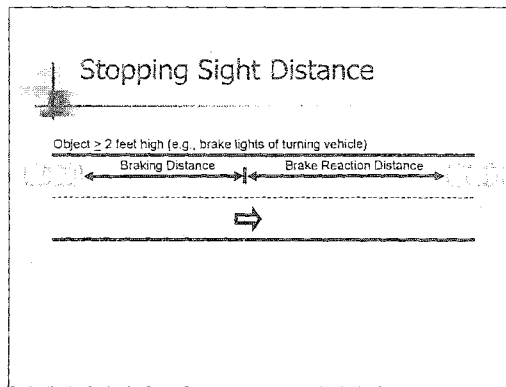 Stopping Sight Distance
Object ≥ 2 feet high (e.g., brake lights of turning vehicle)
Braking Distance
Brake Reaction Distance